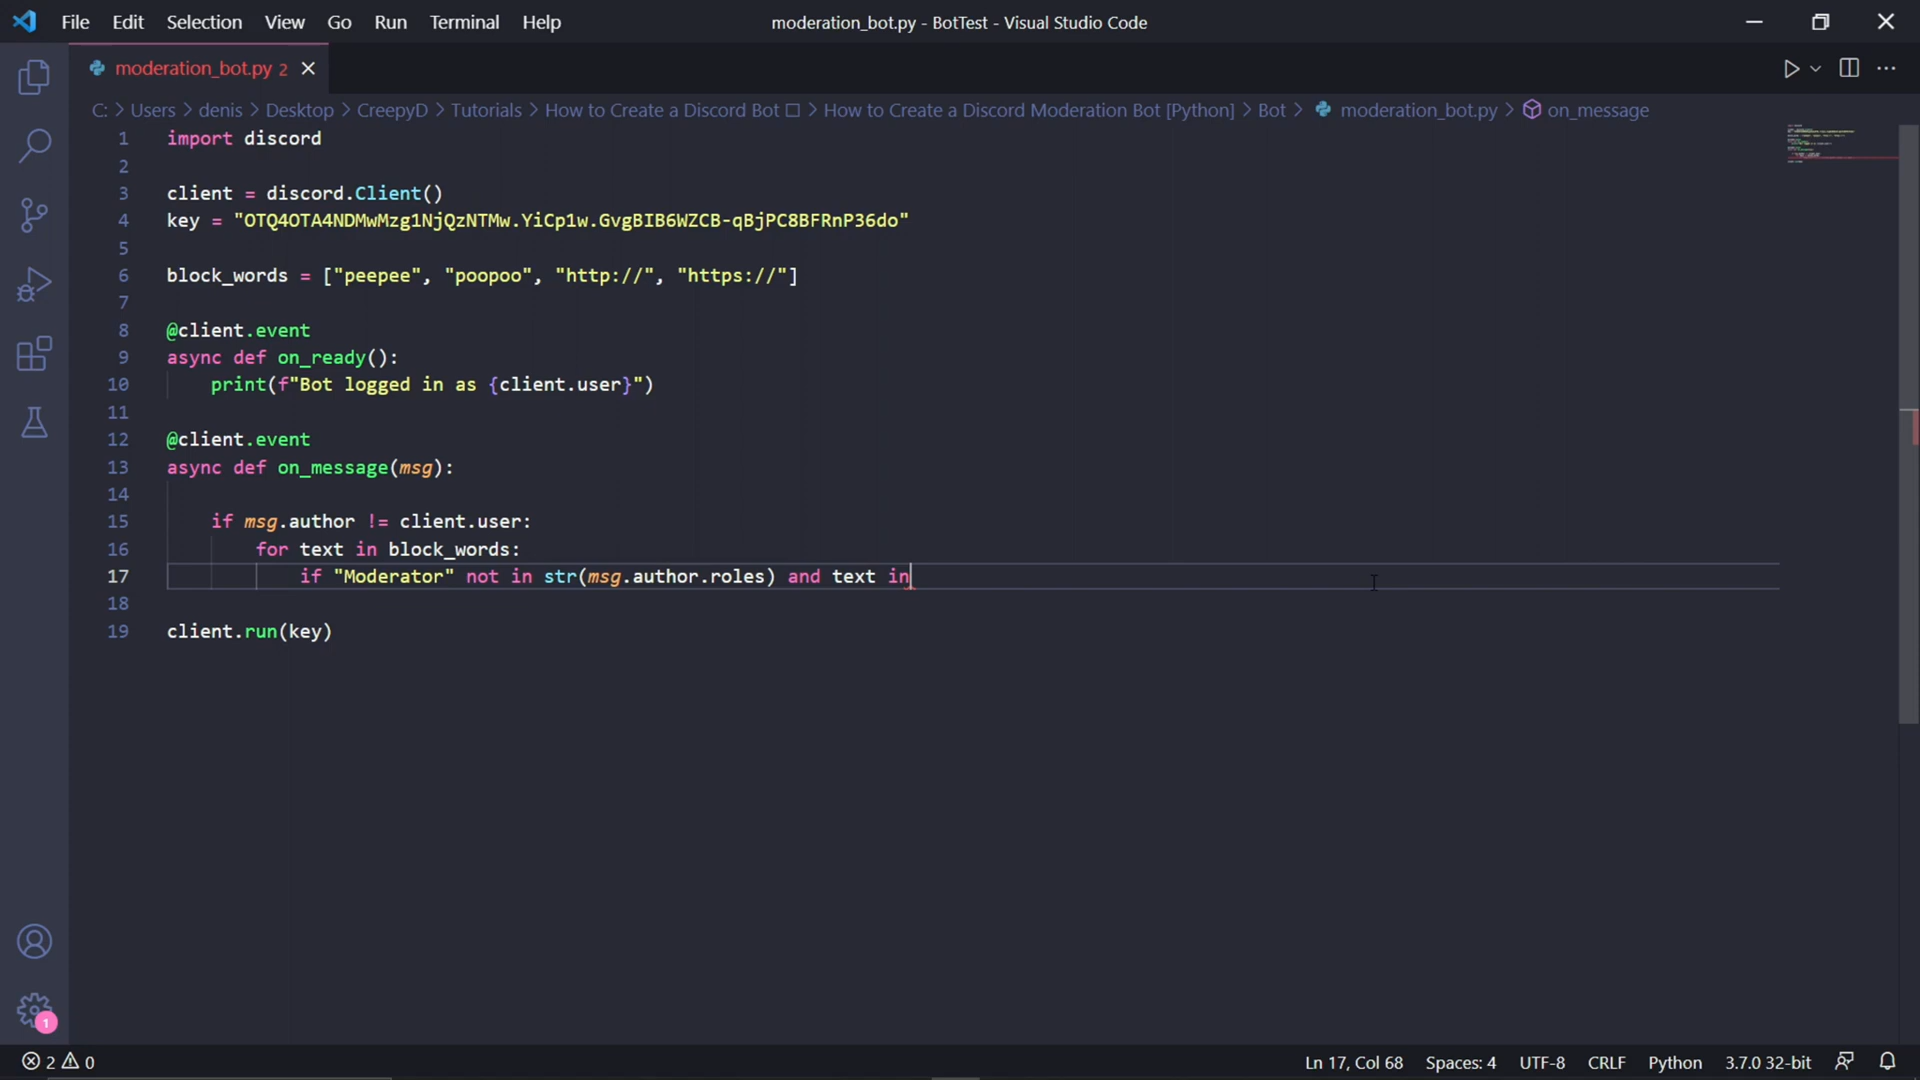 File Edit Selection View Go Run Terminal Help
moderation_bot.py - BotTest - Visual Studio Code
moderation_bot.py 2
C: > Users > denis > Desktop > CreepyD > Tutorials > How to Create a Discord Bot □ > How to Create a Discord Moderation Bot [Python] > Bot > moderation_bot.py > on_message
1 import discord
2
3 client = discord.Client()
4 key = "OTQ4OTA4NDMwMzg1NjQzNTMw.YiCp1w.GvgBIB6WZCB-qBjPC8BFRnP36do"
5
6 block_words = ["peepee", "poopoo", "http://", "https://"]
7
8 @client.event
9 async def on_ready():
10 print(f"Bot logged in as {client.user}")
11
12 @client.event
13 async def on_message(msg):
14
15 if msg.author != client.user:
16 for text in block_words:
17 if "Moderator" not in str(msg.author.roles) and text in
18
19 client.run(key)
1
2 0
Ln 17, Col 68 Spaces: 4 UTF-8 CRLF Python 3.7.0 32-bit